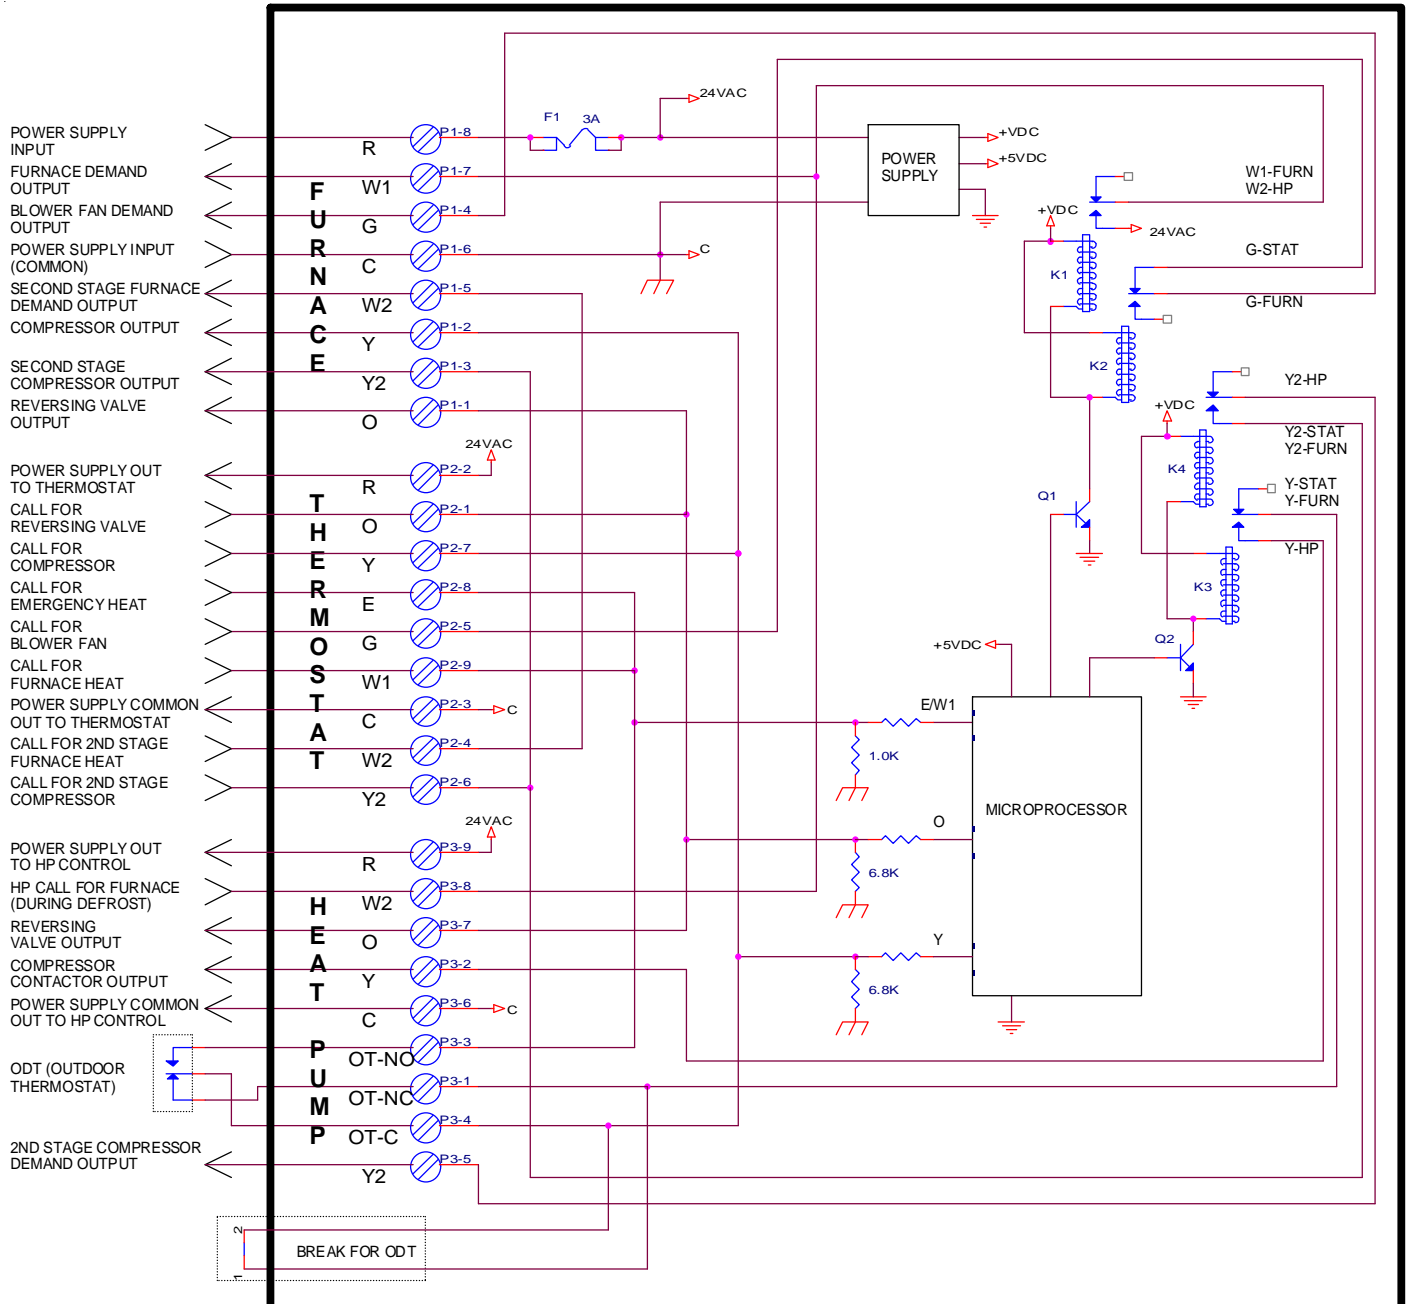 24VAC
F1 3A
POWER SUPPLY
INPUT
R
P1-8
POWER
SUPPLY
+VDC
+5VDC
FURNACE DEMAND
OUTPUT
W1
P1-7
BLOWER FAN DEMAND
OUTPUT
G
P1-4
POWER SUPPLY INPUT
(COMMON)
C
P1-6
C
SECOND STAGE FURNACE
DEMAND OUTPUT
W2
P1-5
COMPRESSOR OUTPUT
Y
P1-2
SECOND STAGE
COMPRESSOR OUTPUT
Y2
P1-3
REVERSING VALVE
OUTPUT
O
P1-1
FURNACE
W1-FURN
W2-HP
+VDC
24VAC
K1
G-STAT
G-FURN
K2
Y2-HP
+VDC
Y2-STAT
Y2-FURN
K4
Y-STAT
Y-FURN
Y-HP
K3
Q1
Q2
24VAC
POWER SUPPLY OUT
TO THERMOSTAT
R
P2-2
CALL FOR
REVERSING VALVE
O
P2-1
CALL FOR
COMPRESSOR
Y
P2-7
CALL FOR
EMERGENCY HEAT
E
P2-8
CALL FOR
BLOWER FAN
G
P2-5
CALL FOR
FURNACE HEAT
W1
P2-9
POWER SUPPLY COMMON
OUT TO THERMOSTAT
C
P2-3
C
CALL FOR 2ND STAGE
FURNACE HEAT
W2
P2-4
CALL FOR 2ND STAGE
COMPRESSOR
Y2
P2-6
THERMOSTAT
+5VDC
E/W1
1.0K
MICROPROCESSOR
O
6.8K
Y
6.8K
24VAC
POWER SUPPLY OUT
TO HP CONTROL
R
P3-9
HP CALL FOR FURNACE
(DURING DEFROST)
W2
P3-8
REVERSING
VALVE OUTPUT
O
P3-7
COMPRESSOR
CONTACTOR OUTPUT
Y
P3-2
POWER SUPPLY COMMON
OUT TO HP CONTROL
C
P3-6
C
OT-NO
P3-3
ODT (OUTDOOR
THERMOSTAT)
OT-NC
P3-1
OT-C
P3-4
2ND STAGE COMPRESSOR
DEMAND OUTPUT
Y2
P3-5
HEAT PUMP
2
BREAK FOR ODT
1